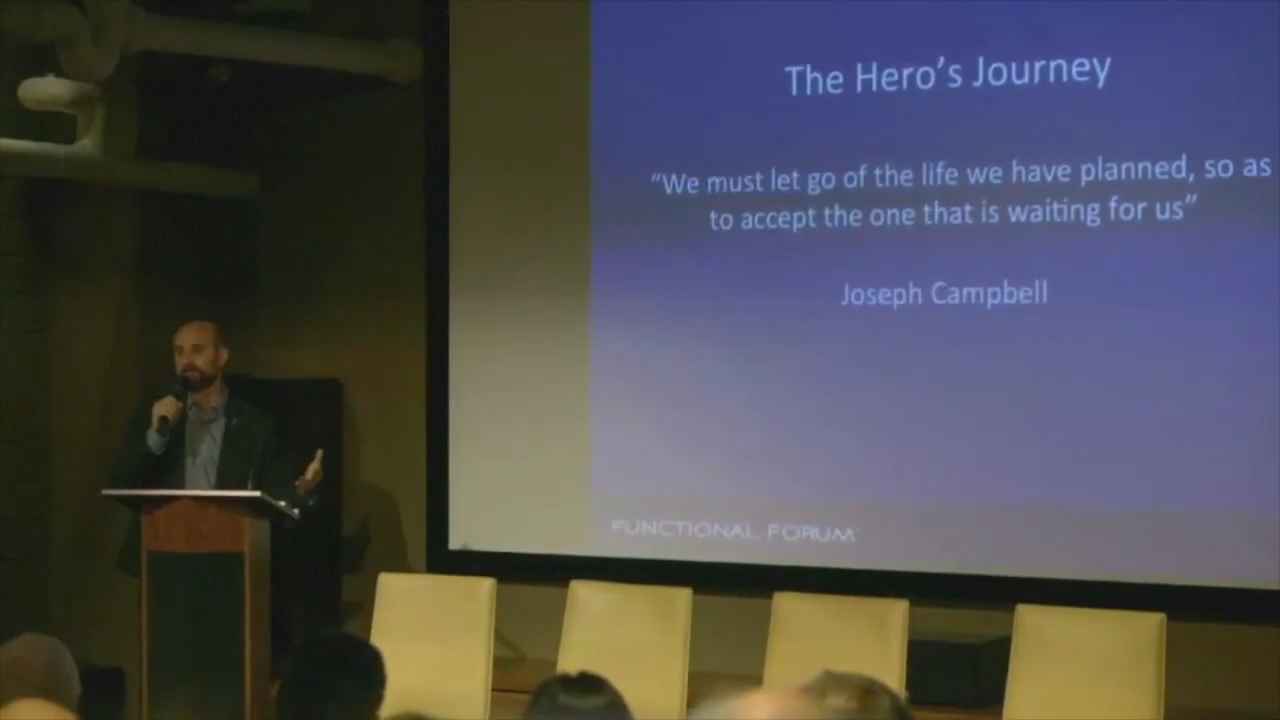 The Hero’s Journey
“We must let go of the life we have planned, so as
to accept the one that is waiting for us”
Joseph Campbell
FUNCTIONAL FORUM